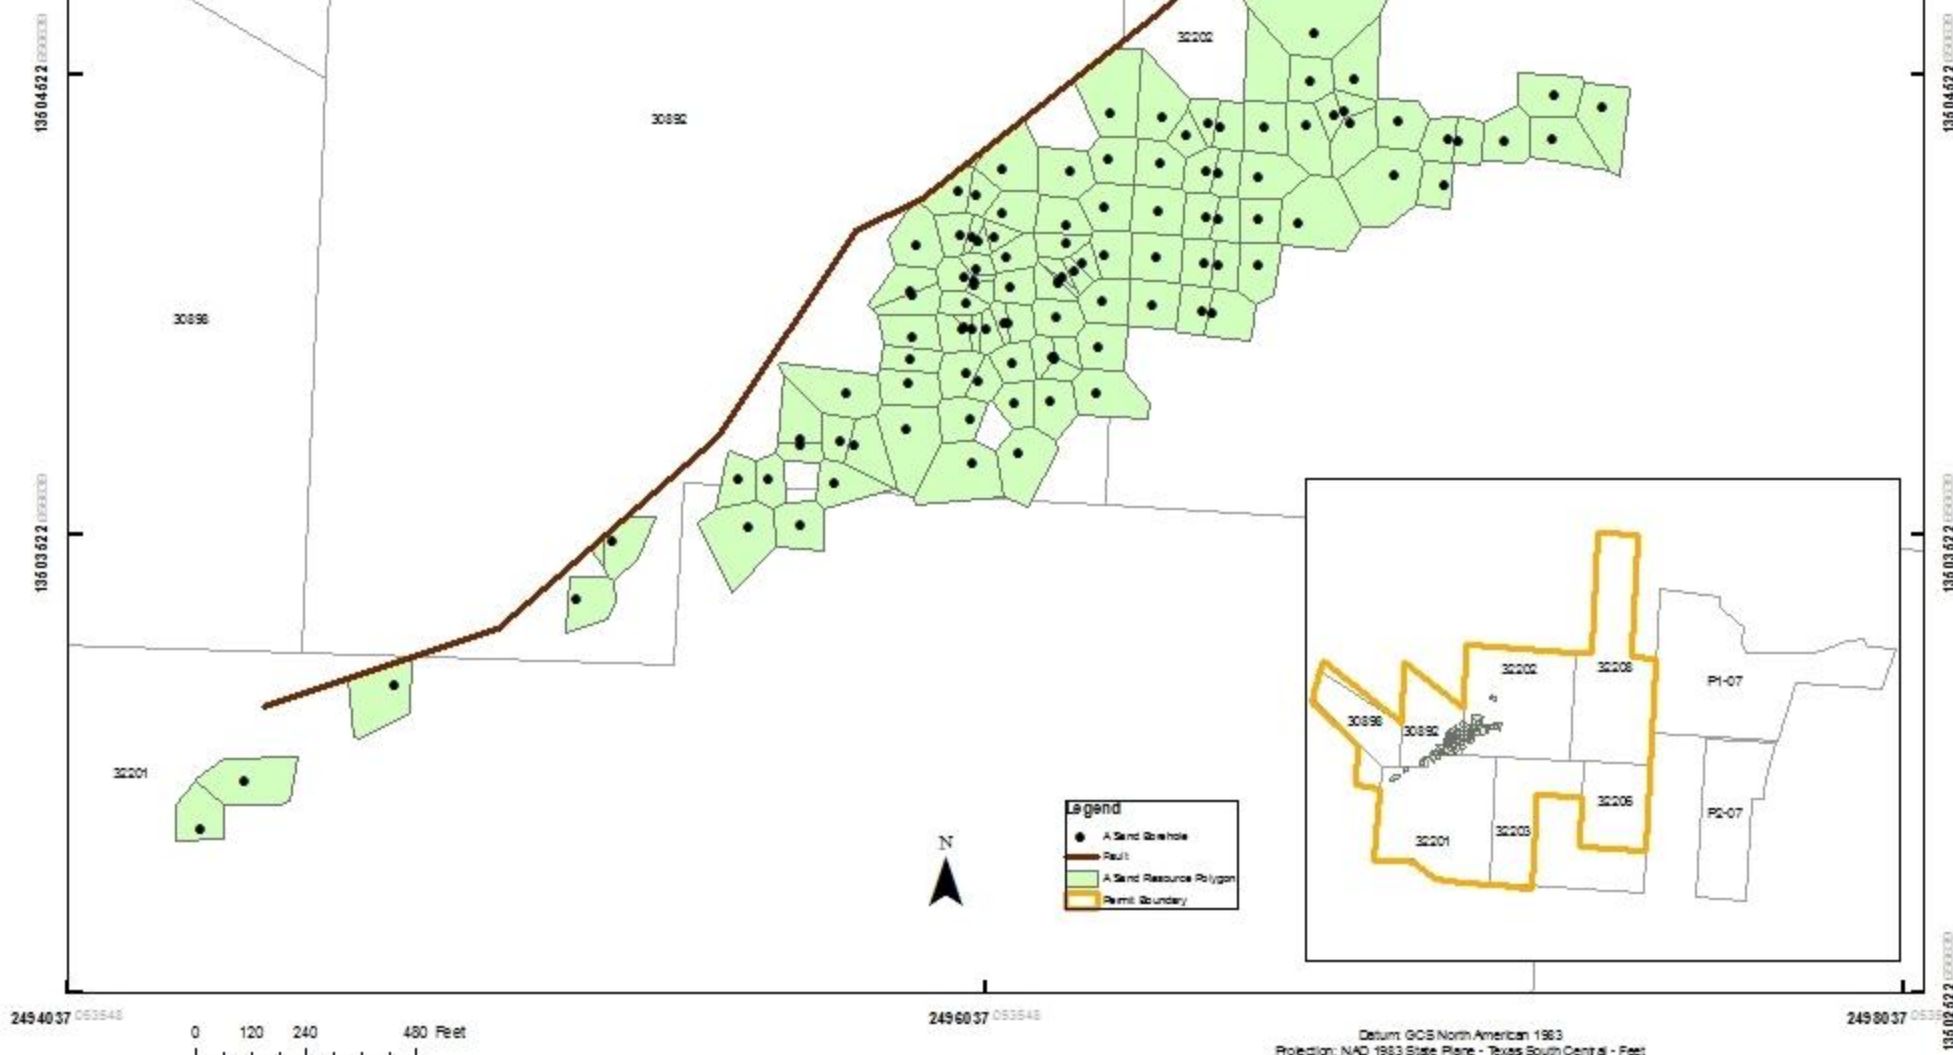 32202
13604622
30892
30898
13603622
32201
Legend
A Sand Borehole
Fault
A Sand Resource Polygon
Permit Boundary
N
32202
32208
P1-07
30898
30892
32206
P2-07
32203
32201
2494037 .053548
2496037 .053548
2498037
0 120 240 480 Feet
Datum: GCS North American 1983
Projection: NAD 1983 State Plane - Texas South Central - Feet